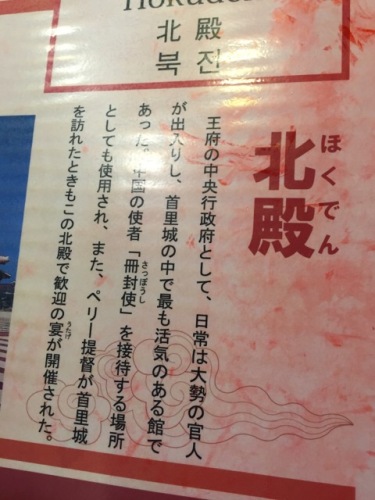 北殿
북전
ほくでん
北殿
王府の中央行政府として、日常は大勢の官人
が出入りし、首里城の中で最も活気のある館で
あった。中国の使者「冊封使」を接待する場所
さっぽうし
としても使用され、また、ペリー提督が首里城
を訪れたときもこの北殿で歓迎の宴が開催された。
うたげ